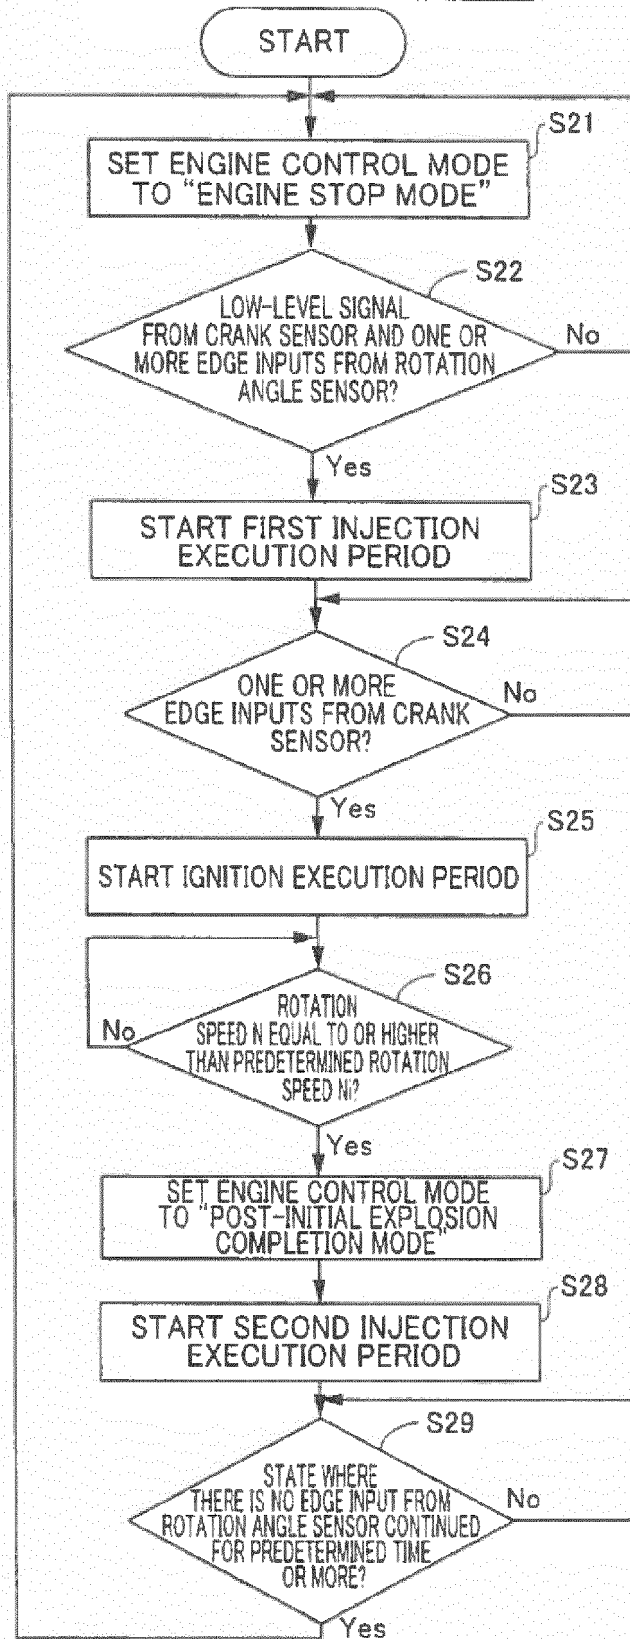 START
S21
SET ENGINE CONTROL MODE
TO “ENGINE STOP MODE”
S22
LOW-LEVEL SIGNAL
FROM CRANK SENSOR AND ONE OR
MORE EDGE INPUTS FROM ROTATION
ANGLE SENSOR?
No
Yes
S23
START FIRST INJECTION
EXECUTION PERIOD
S24
ONE OR MORE
EDGE INPUTS FROM CRANK
SENSOR?
No
Yes
S25
START IGNITION EXECUTION PERIOD
S26
ROTATION
SPEED N EQUAL TO OR HIGHER
THAN PREDETERMINED ROTATION
SPEED Ni?
No
Yes
S27
SET ENGINE CONTROL MODE
TO “POST-INITIAL EXPLOSION
COMPLETION MODE”
S28
START SECOND INJECTION
EXECUTION PERIOD
S29
STATE WHERE
THERE IS NO EDGE INPUT FROM
ROTATION ANGLE SENSOR CONTINUED
FOR PREDETERMINED TIME
OR MORE?
No
Yes